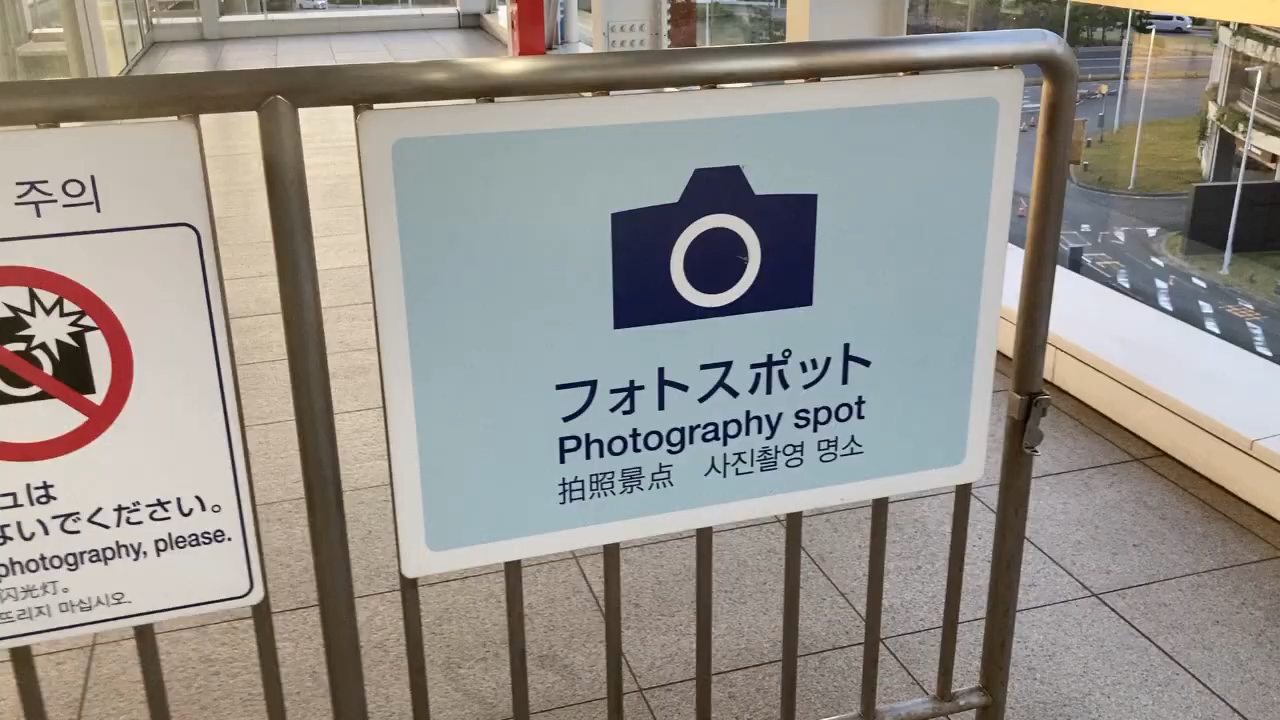 주의
ュは
ないでください。
photography, please.
闪光灯。
뜨리지 마십시오.
フォトスポット
Photography spot
拍照景点 사진촬영 명소